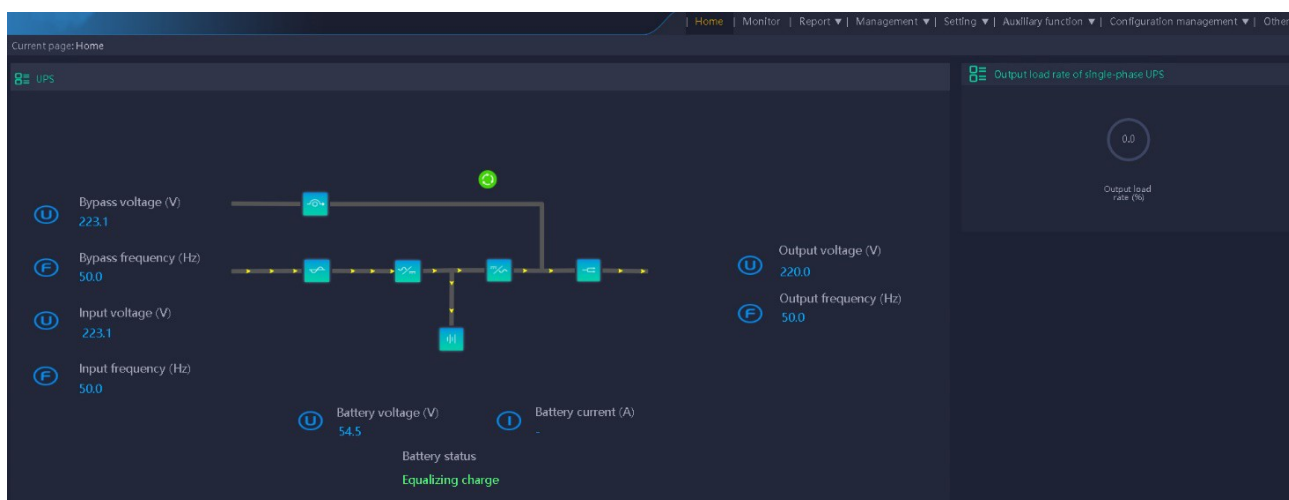 | Home | Monitor | Report ▼ | Management ▼ | Setting ▼ | Auxiliary function ▼ | Configuration management ▼ | Other
Current page: Home
UPS
Output load rate of single-phase UPS
0.0
Output load
rate (%)
Bypass voltage (V)
223.1
Bypass frequency (Hz)
50.0
Input voltage (V)
223.1
Input frequency (Hz)
50.0
Output voltage (V)
220.0
Output frequency (Hz)
50.0
U
F
U
F
U
F
Battery voltage (V)
54.5
Battery current (A)
-
U
I
Battery status
Equalizing charge